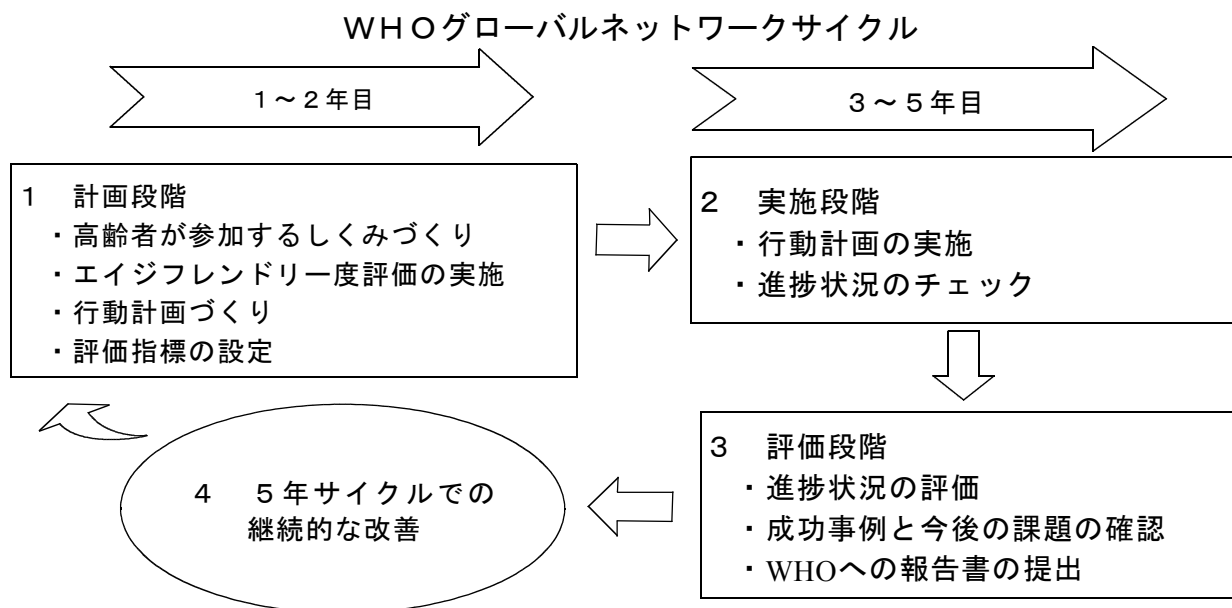 ＷＨＯグローバルネットワークサイクル
１～２年目
３～５年目
１　計画段階
・高齢者が参加するしくみづくり
・エイジフレンドリー度評価の実施
・行動計画づくり
・評価指標の設定
２　実施段階
・行動計画の実施
・進捗状況のチェック
３　評価段階
・進捗状況の評価
・成功事例と今後の課題の確認
・WHOへの報告書の提出
４　５年サイクルでの
継続的な改善